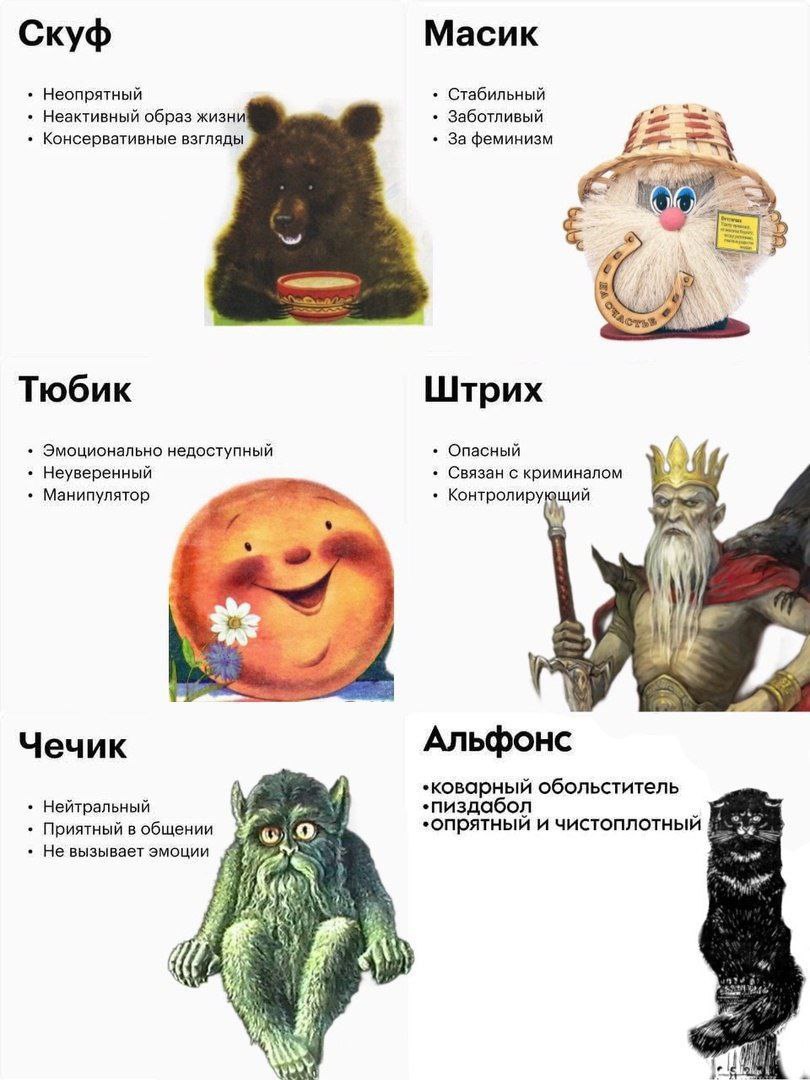 Скуф
• Неопрятный
• Неактивный образ жизни
• Консервативные взгляды
Масик
• Стабильный
• Заботливый
• За феминизм
НА СЧАСТЬЕ
Тюбик
• Эмоционально недоступный
• Неуверенный
• Манипулятор
Штрих
• Опасный
• Связан с криминалом
• Контролирующий
Чечик
• Нейтральный
• Приятный в общении
• Не вызывает эмоции
Альфонс
•коварный обольститель
•пиздабол
•опрятный и чистоплотный